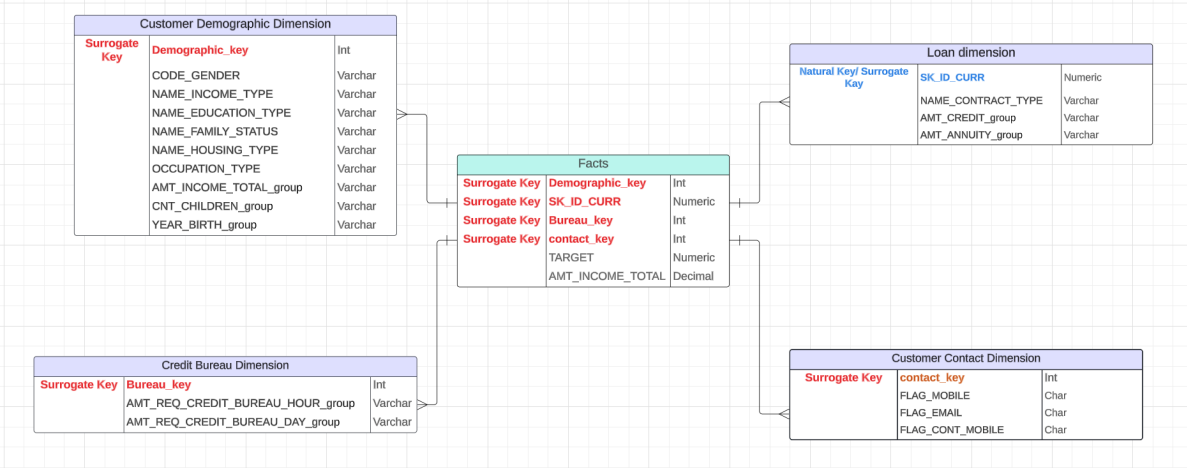 Customer Demographic Dimension
Surrogate Key Demographic_key Int
CODE_GENDER Varchar
NAME_INCOME_TYPE Varchar
NAME_EDUCATION_TYPE Varchar
NAME_FAMILY_STATUS Varchar
NAME_HOUSING_TYPE Varchar
OCCUPATION_TYPE Varchar
AMT_INCOME_TOTAL_group Varchar
CNT_CHILDREN_group Varchar
YEAR_BIRTH_group Varchar
Loan dimension
Natural Key/ Surrogate Kay SK_ID_CURR Numeric
NAME_CONTRACT_TYPE Varchar
AMT_CREDIT_group Varchar
AMT_ANNUITY_group Varchar
Facts
Surrogate Key Demographic_key Int
Surrogate Key SK_ID_CURR Numeric
Surrogate Key Bureau_key Int
Surrogate Key contact_key Int
TARGET Numeric
AMT_INCOME_TOTAL Decimal
Credit Bureau Dimension
Surrogate Key Bureau_key Int
AMT_REQ_CREDIT_BUREAU_HOUR_group Varchar
AMT_REQ_CREDIT_BUREAU_DAY_group Varchar
Customer Contact Dimension
Surrogate Key contact_key Int
FLAG_MOBILE Char
FLAG_EMAIL Char
FLAG_CONT_MOBILE Char